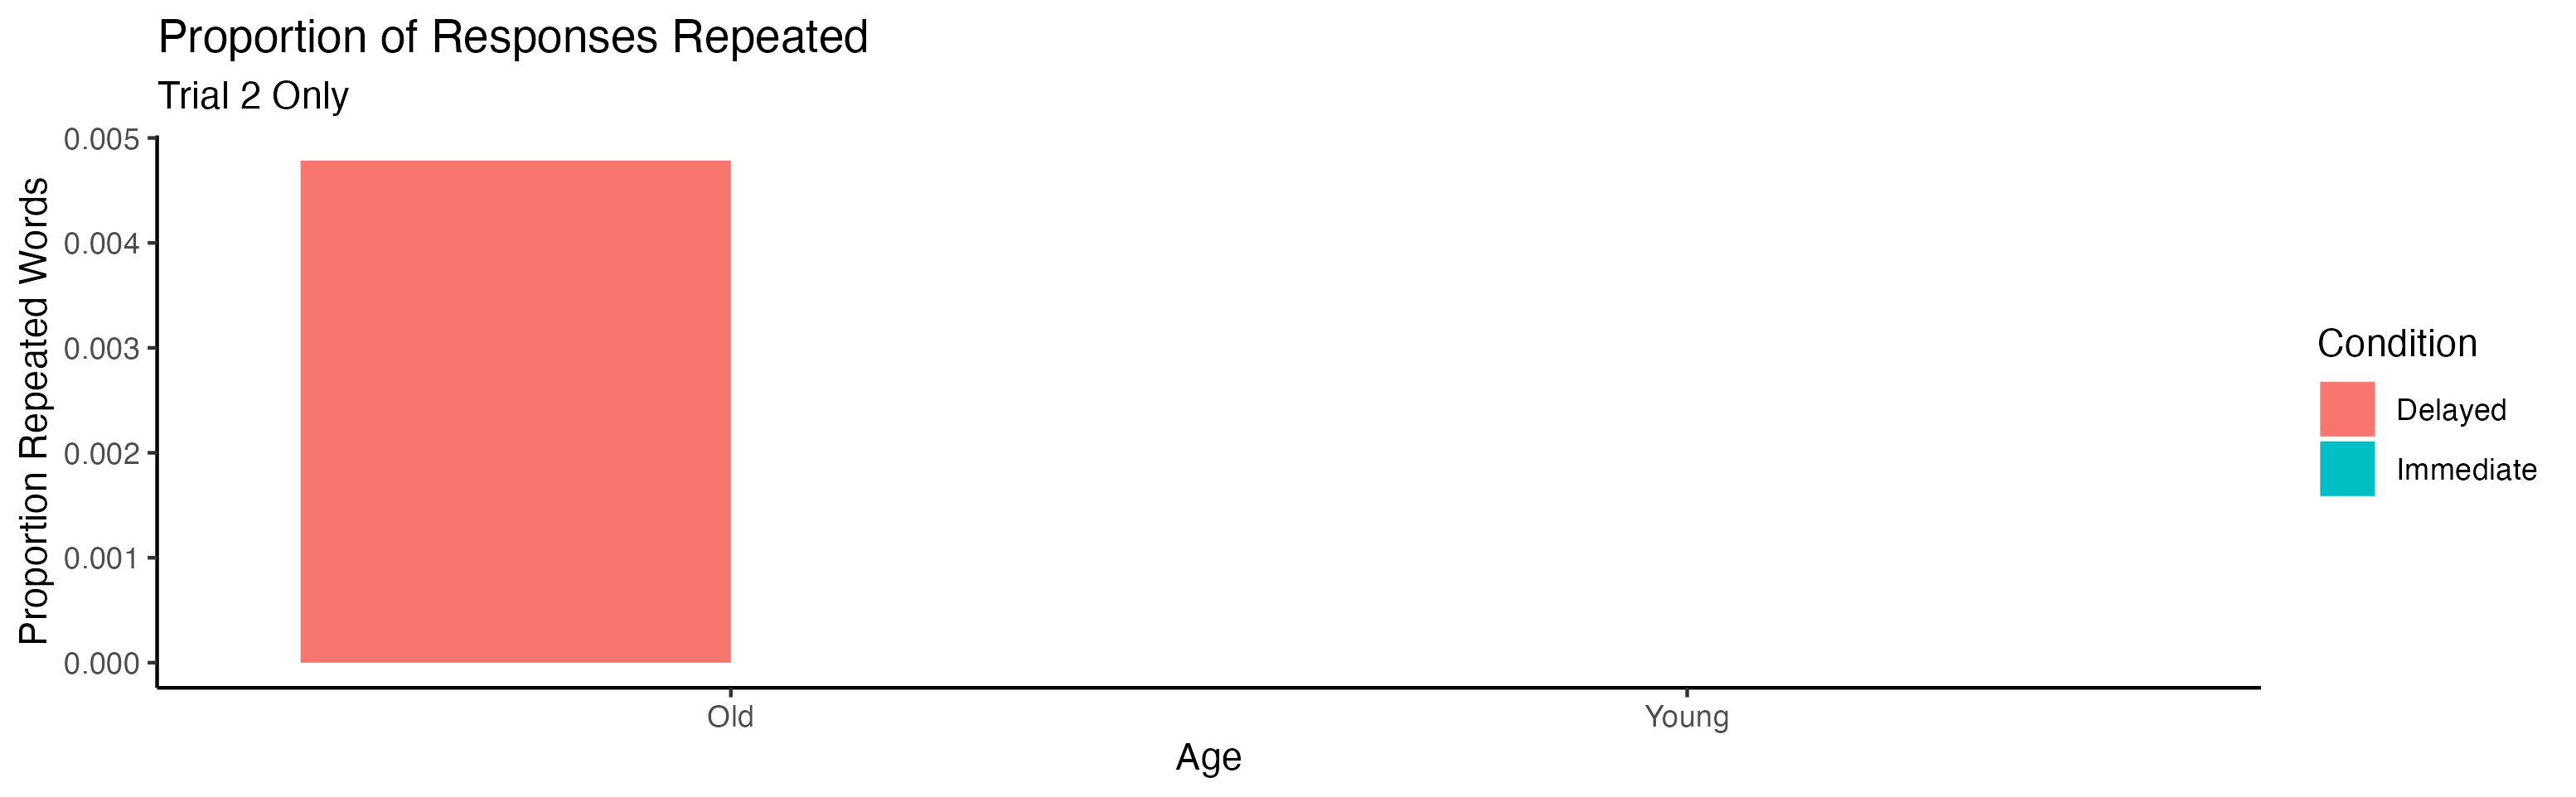 Proportion of Responses Repeated
Trial 2 Only
Proportion Repeated Words
0.005
0.004
0.003
0.002
0.001
0.000
Old
Young
Age
Condition
Delayed
Immediate